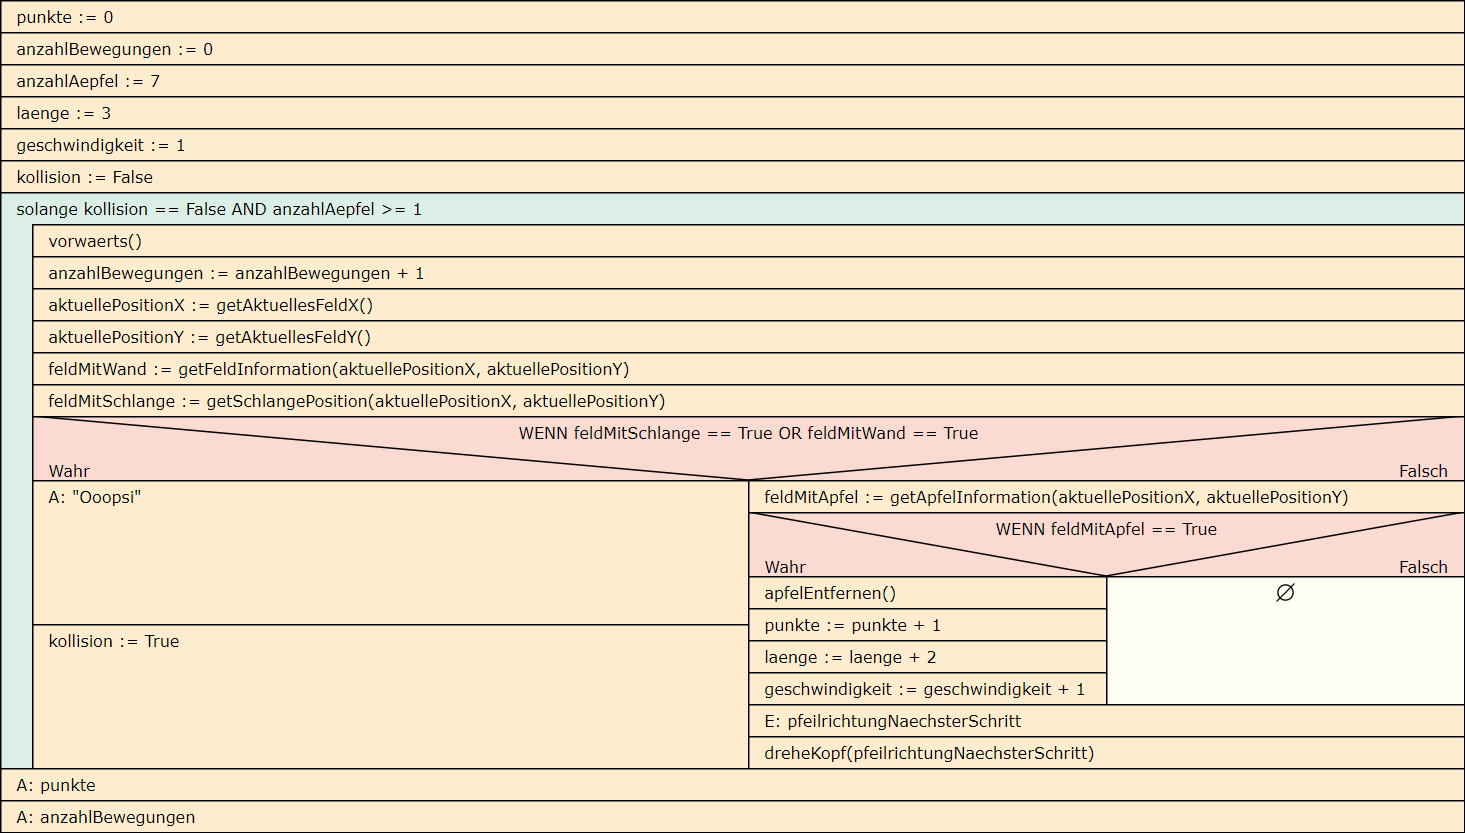 punkte := 0
anzahlBewegungen := 0
anzahlAepfel := 7
laenge := 3
geschwindigkeit := 1
kollision := False
solange kollision == False AND anzahlAepfel >= 1
vorwaerts()
anzahlBewegungen := anzahlBewegungen + 1
aktuellePositionX := getAktuellesFeldX()
aktuellePositionY := getAktuellesFeldY()
feldMitWand := getFeldInformation(aktuellePositionX, aktuellePositionY)
feldMitSchlange := getSchlangePosition(aktuellePositionX, aktuellePositionY)
WENN feldMitSchlange == True OR feldMitWand == True
Wahr
Falsch
A: "Ooopsi"
kollision := True
feldMitApfel := getApfelInformation(aktuellePositionX, aktuellePositionY)
WENN feldMitApfel == True
Wahr
Falsch
apfelEntfernen()
punkte := punkte + 1
laenge := laenge + 2
geschwindigkeit := geschwindigkeit + 1
∅
E: pfeilrichtungNaechsterSchritt
dreheKopf(pfeilrichtungNaechsterSchritt)
A: punkte
A: anzahlBewegungen